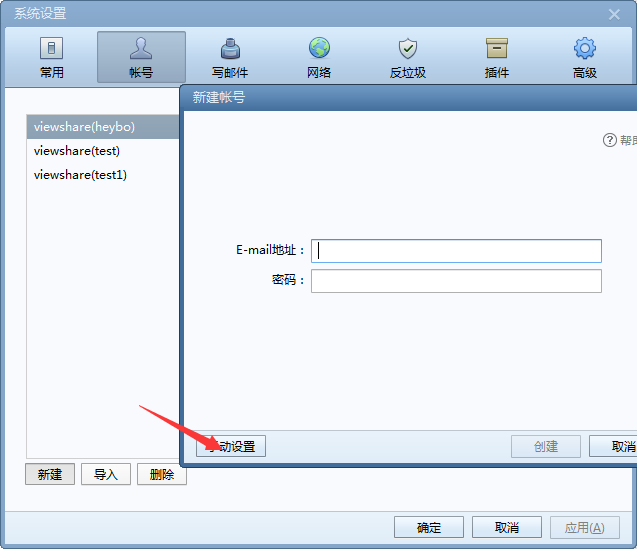 系统设置
常用
帐号
写邮件
网络
反垃圾
插件
高级
新建帐号
viewshare(heybo)
viewshare(test)
viewshare(test1)
E-mail地址：
密码：
动设置
创建
取消
新建
导入
删除
确定
取消
应用(A)